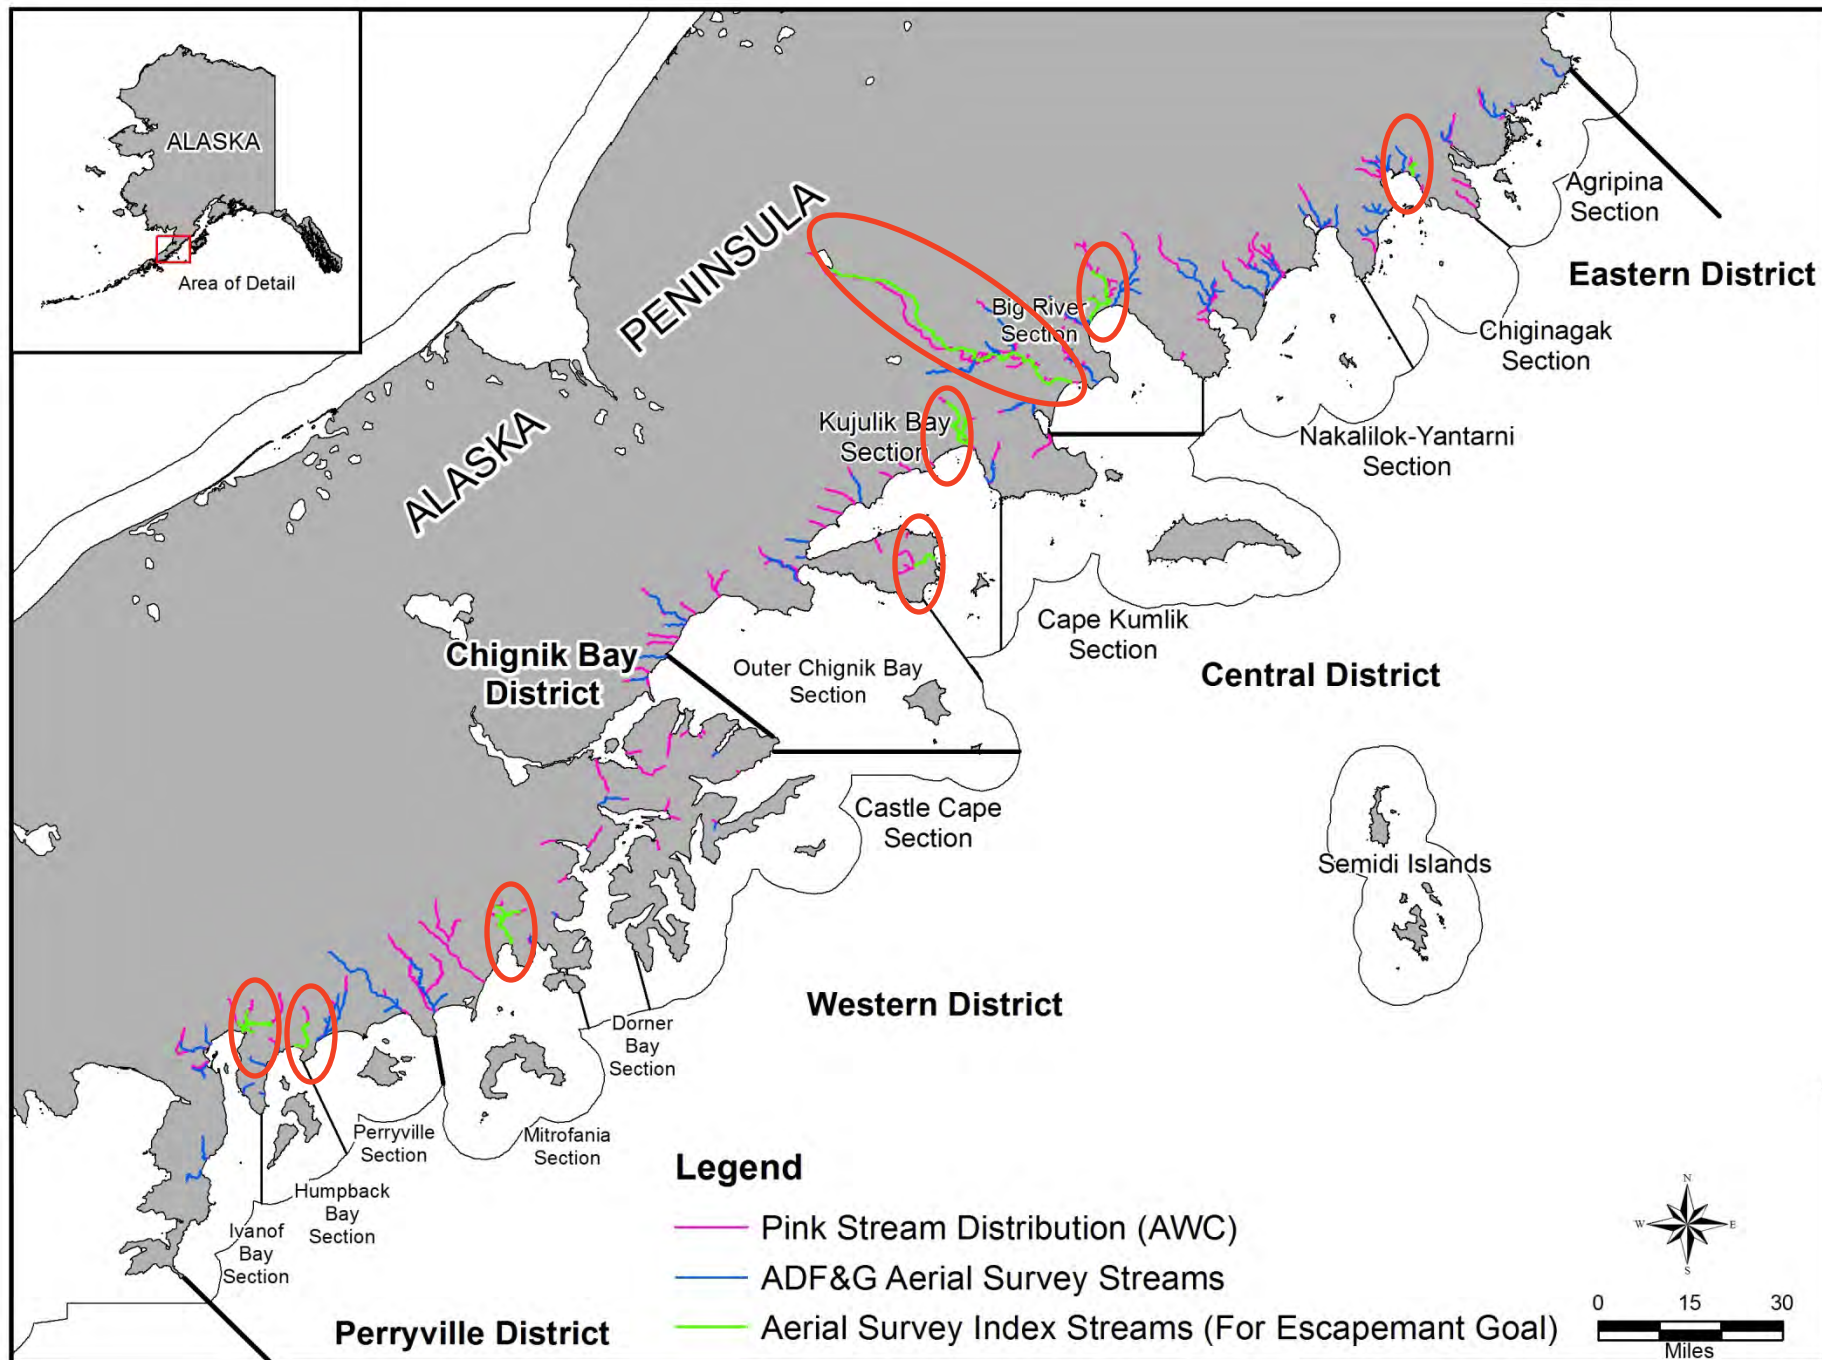 ALASKA
Area of Detail
PENINSULA
ALASKA
Agripina
Section
Eastern District
Chiginagak
Section
Big River
Section
Nakalilok-Yantarni
Section
Kujulik Bay
Section
Cape Kumlik
Section
Central District
Chignik Bay
District
Outer Chignik Bay
Section
Castle Cape
Section
Semidi Islands
Western District
Dorner
Bay
Section
Mitrofania
Section
Perryville
Section
Humpback
Bay
Section
Ivanof
Bay
Section
Perryville District
Legend
Pink Stream Distribution (AWC)
ADF&G Aerial Survey Streams
Aerial Survey Index Streams (For Escapemant Goal)
N
W E
S
0 15 30
Miles